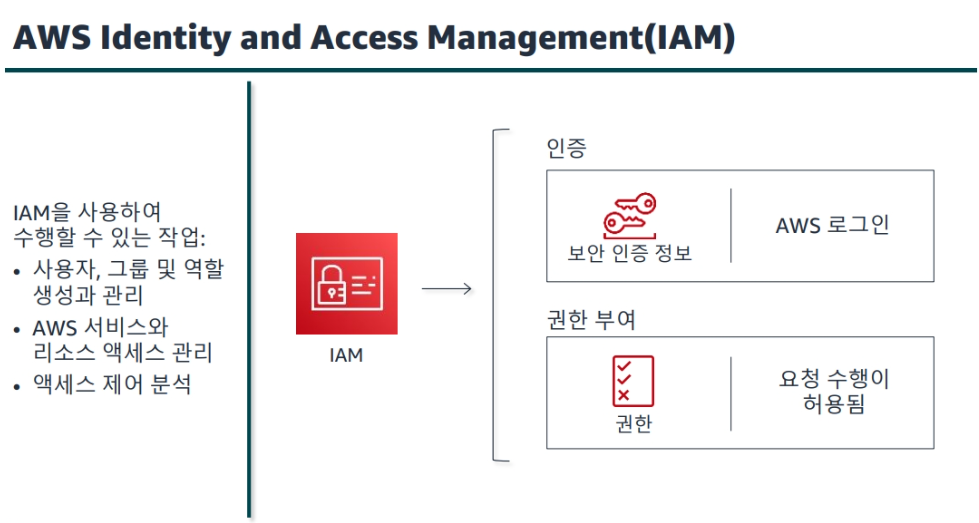 AWS Identity and Access Management(IAM)
IAM을 사용하여
수행할 수 있는 작업:
• 사용자, 그룹 및 역할
생성과 관리
• AWS 서비스와
리소스 액세스 관리
• 액세스 제어 분석
IAM
인증
보안 인증 정보
AWS 로그인
권한 부여
권한
요청 수행이
허용됨